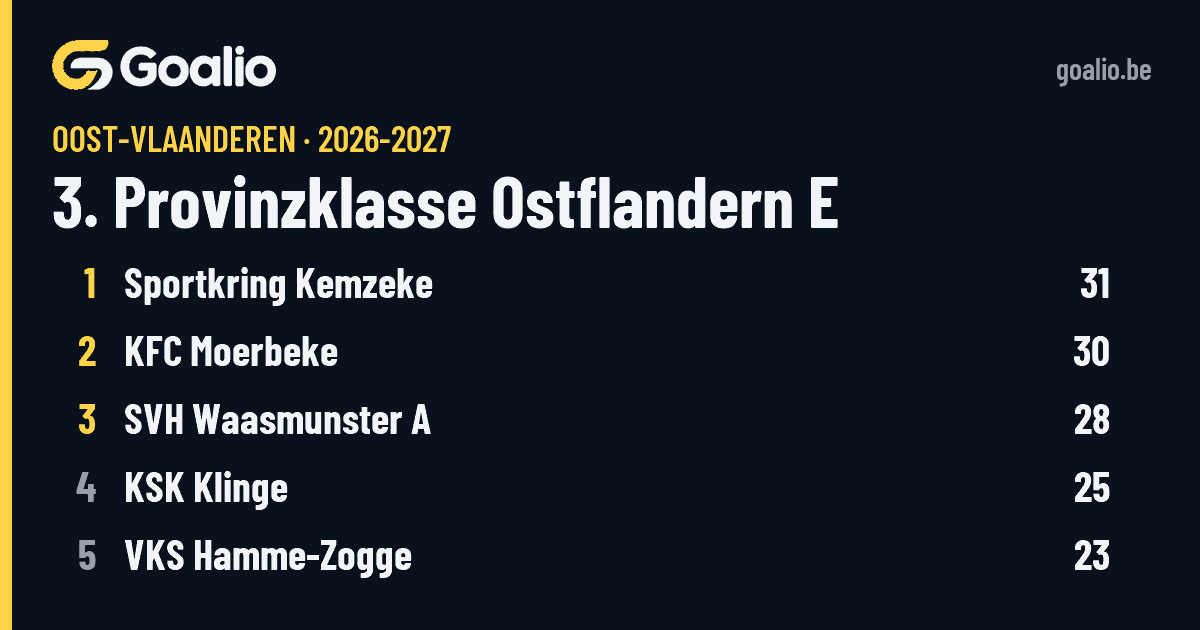 Goalio goalio.be
OOST-VLAANDEREN · 2026-2027
3. Provinzklasse Ostflandern E
1 Sportkring Kemzeke 31
2 KFC Moerbeke 30
3 SVH Waasmunster A 28
4 KSK Klinge 25
5 VKS Hamme-Zogge 23